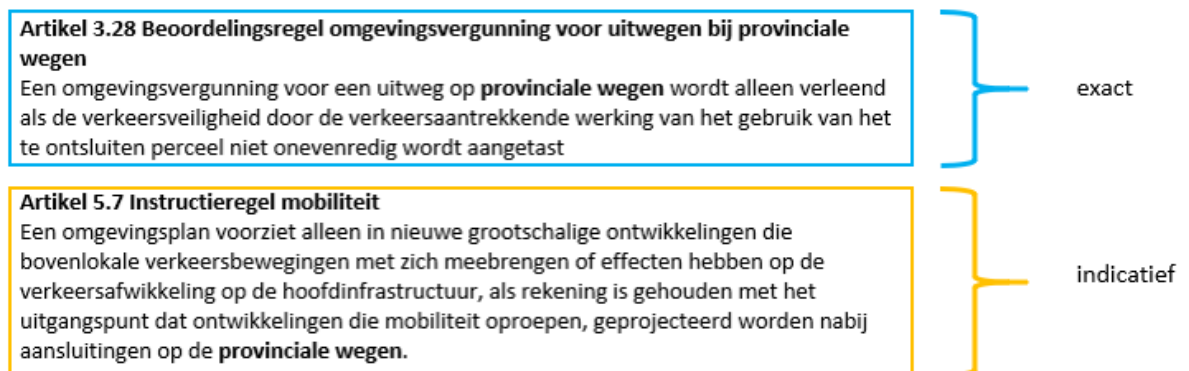 Artikel 3.28 Beoordelingsregel omgevingsvergunning voor uitwegen bij provinciale
wegen
Een omgevingsvergunning voor een uitweg op provinciale wegen wordt alleen verleend
als de verkeersveiligheid door de verkeersaantrekkende werking van het gebruik van het
te ontsluiten perceel niet onevenredig wordt aangetast
exact
Artikel 5.7 Instructieregel mobiliteit
Een omgevingsplan voorziet alleen in nieuwe grootschalige ontwikkelingen die
bovenlokale verkeersbewegingen met zich meebrengen of effecten hebben op de
verkeersafwikkeling op de hoofdinfrastructuur, als rekening is gehouden met het
uitgangspunt dat ontwikkelingen die mobiliteit oproepen, geprojecteerd worden nabij
aansluitingen op de provinciale wegen.
indicatief